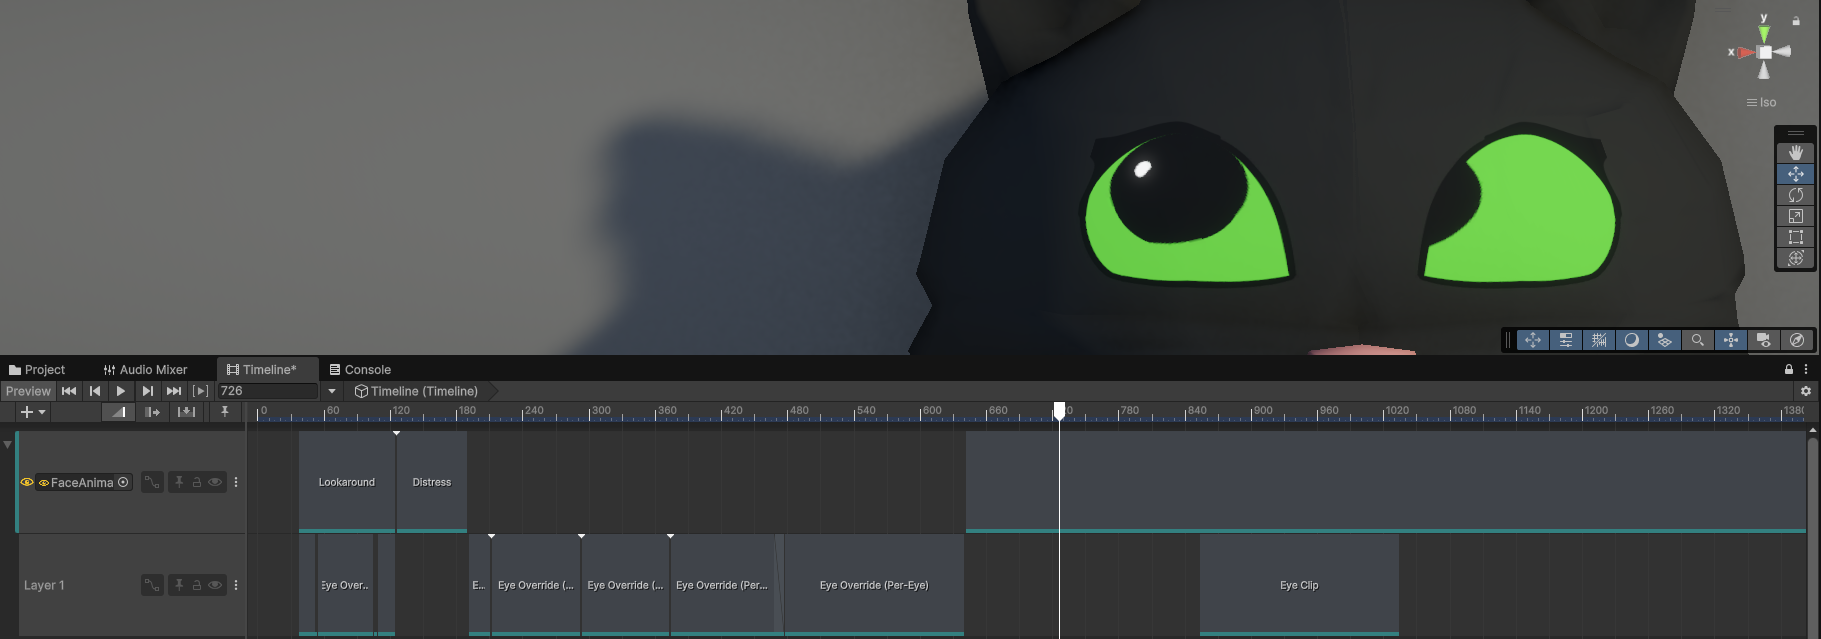 y
x
Iso
Project
Audio Mixer
Timeline*
Console
Preview
726
Timeline (Timeline)
0 60 120 180 240 300 360 420 480 540 600 660 780 840 900 960 1020 1080 1140 1200 1260 1320
FaceAnima
Lookaround
Distress
Layer 1
Eye Over..
E...
Eye Override (...
Eye Override (...
Eye Override (Per...
Eye Override (Per-Eye)
Eye Clip